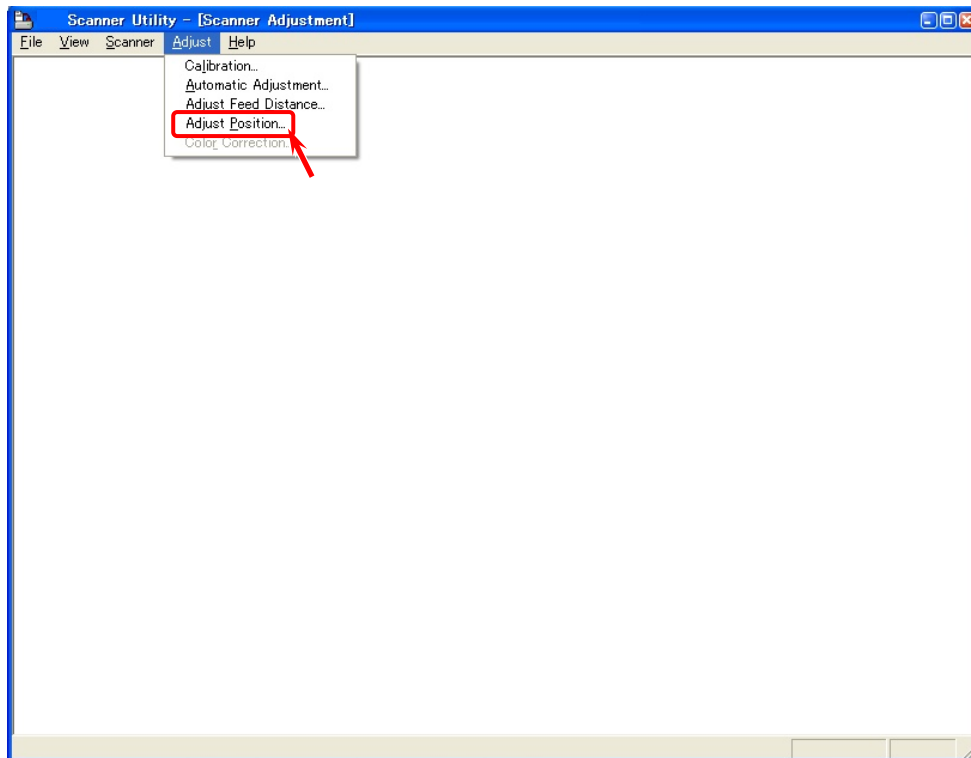 Scanner Utility - [Scanner Adjustment]
File View Scanner Adjust Help
Calibration...
Automatic Adjustment...
Adjust Feed Distance...
Adjust Position...
Color Correction...